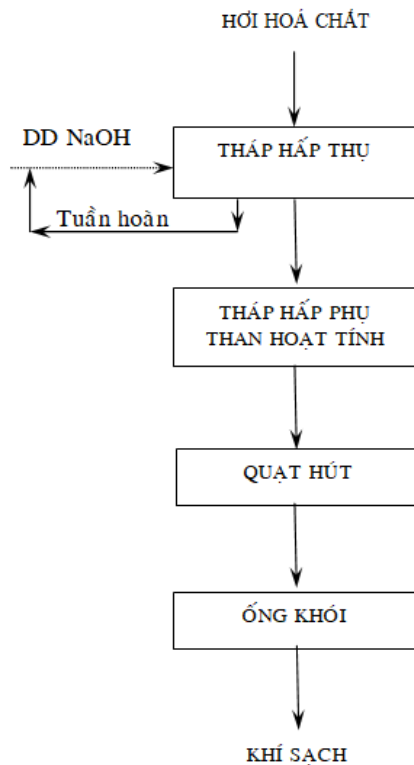 HƠI HOÁ CHẤT
DD NaOH
THÁP HẤP THỤ
Tuần hoàn
THÁP HẤP PHỤ
THAN HOẠT TÍNH
QUẠT HÚT
ỐNG KHÓI
KHÍ SẠCH